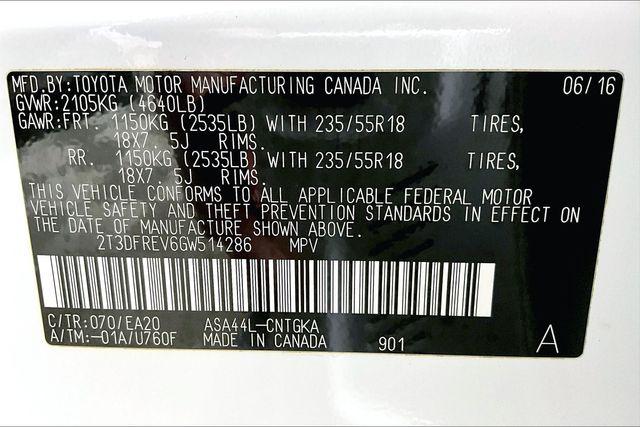 MFD.BY:TOYOTA MOTOR MANUFACTURING CANADA INC. 06/16
GVWR:2105KG (4640LB)
GAWR:FRT. 1150KG (2535LB) WITH 235/55R18 TIRES,
18X7. 5J RIMS.
RR. 1150KG (2535LB) WITH 235/55R18 TIRES,
18X7. 5J RIMS.
THIS VEHICLE CONFORMS TO ALL APPLICABLE FEDERAL MOTOR
VEHICLE SAFETY AND THEFT PREVENTION STANDARDS IN EFFECT ON
THE DATE OF MANUFACTURE SHOWN ABOVE.
2T3DFREV6GW514286 MPV
C/TR:070/EA20 ASA44L-CNTGKA
A/TM:-01A/U760F MADE IN CANADA 901 A